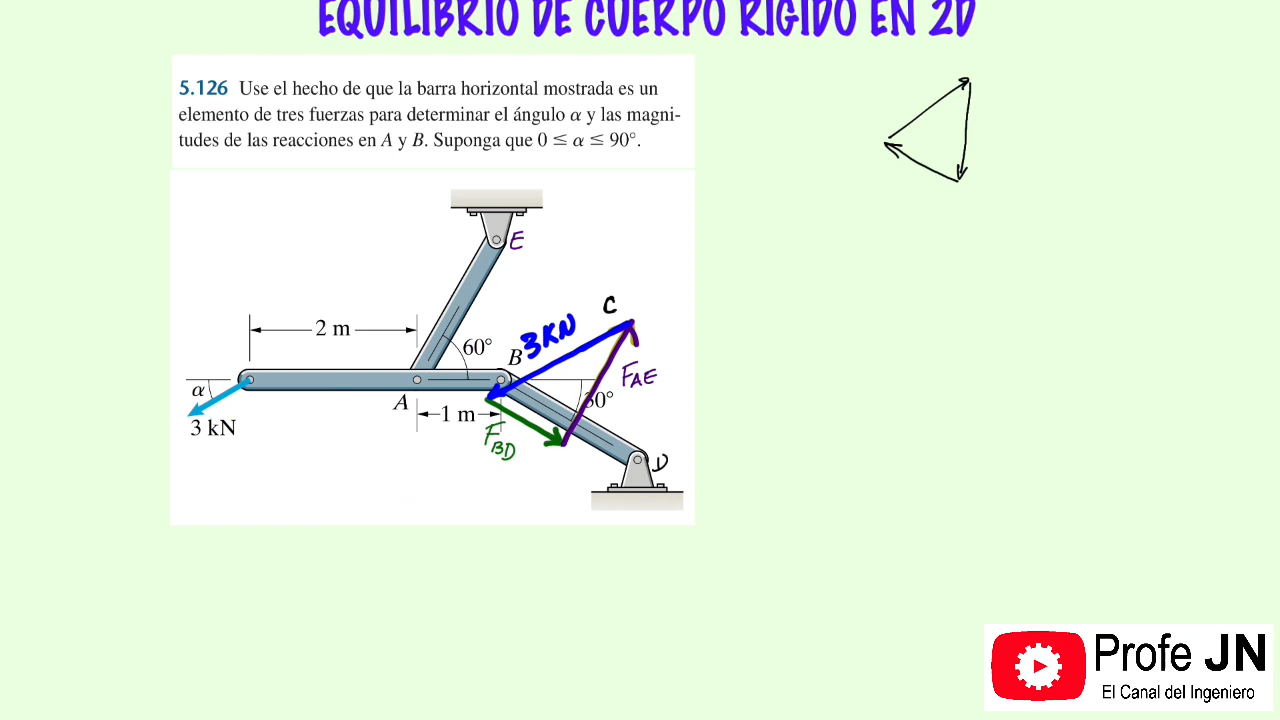 EQUILIBRIO DE CUERPO RIGIDO EN 2D
5.126 Use el hecho de que la barra horizontal mostrada es un
elemento de tres fuerzas para determinar el ángulo α y las magni-
tudes de las reacciones en A y B. Suponga que 0 ≤ α ≤ 90°.
E
C
2 m
3KN
60°
B
FAE
α
30°
A
1 m
3 kN
FBD
D
Profe JN
El Canal del Ingeniero